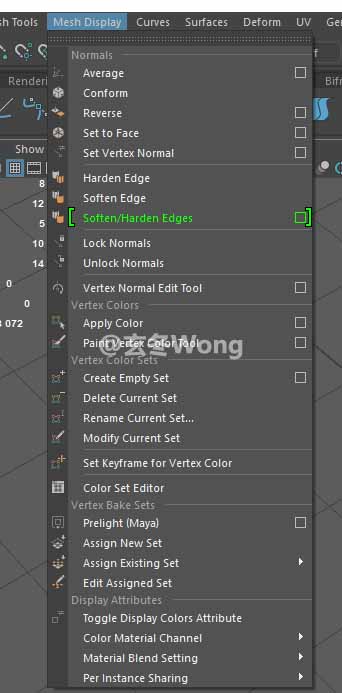 sh Tools Mesh Display Curves Surfaces Deform UV Gen
f
Renderi
Bifr
Show
8
12
5
10
14
0
0
3 072
Normals
Average
Conform
Reverse
Set to Face
Set Vertex Normal
Harden Edge
Soften Edge
Soften/Harden Edges
Lock Normals
Unlock Normals
Vertex Normal Edit Tool
Vertex Colors
Apply Color
Paint Vertex Color Tool
@玄冬Wong
Vertex Color Sets
Create Empty Set
Delete Current Set
Rename Current Set...
Modify Current Set
Set Keyframe for Vertex Color
Color Set Editor
Vertex Bake Sets
Prelight (Maya)
Assign New Set
Assign Existing Set
Edit Assigned Set
Display Attributes
Toggle Display Colors Attribute
Color Material Channel
Material Blend Setting
Per Instance Sharing